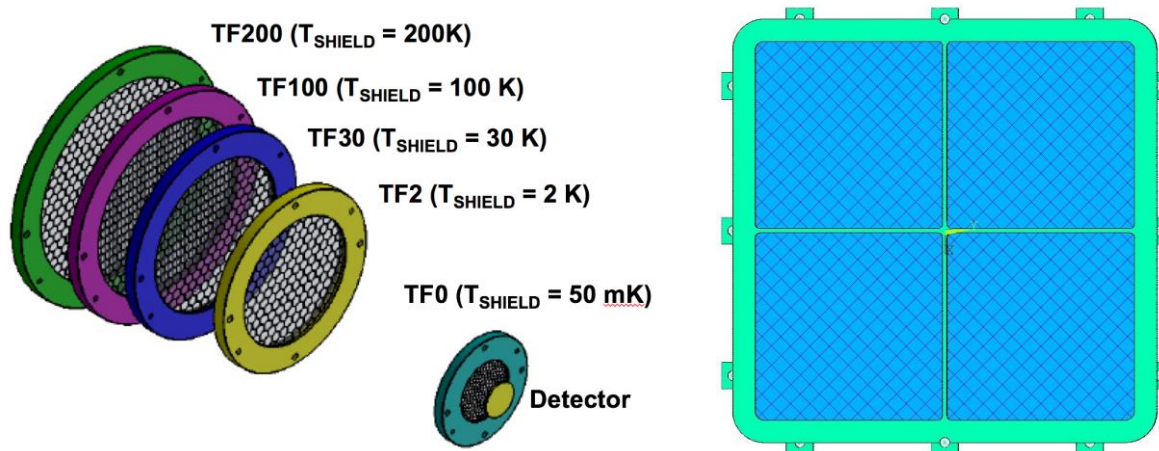 TF200 (TSHIELD = 200K)
TF100 (TSHIELD = 100 K)
TF30 (TSHIELD = 30 K)
TF2 (TSHIELD = 2 K)
TF0 (TSHIELD = 50 mK)
Detector